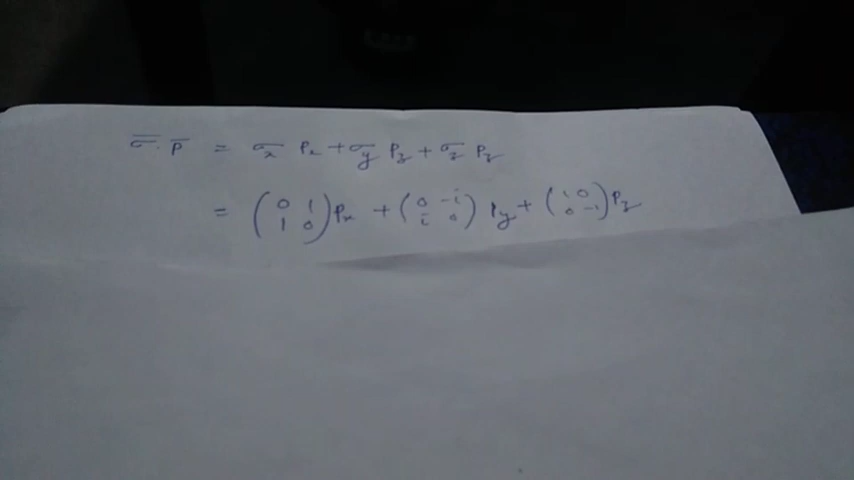 σ̅. p̅ = σx Px + σy Py + σz Pz
= (0 1 1 0) Px + (0 -i i 0) Py + (1 0 0 -1) Pz